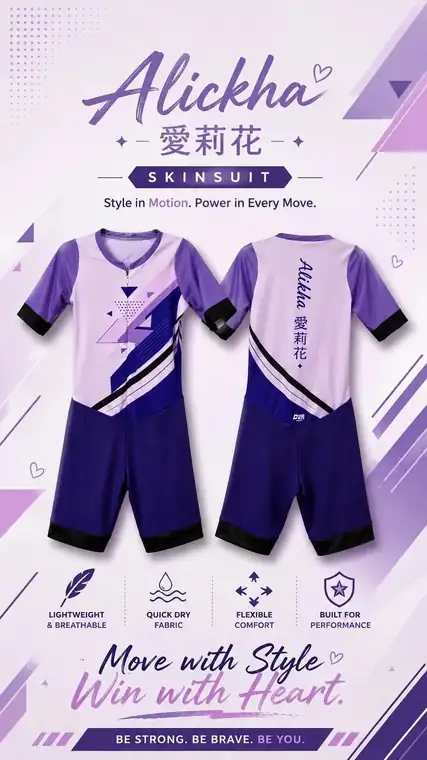 Alickha
愛莉花
SKINSUIT
Style in Motion. Power in Every Move.
Alikha 愛莉花
LIGHTWEIGHT
& BREATHABLE
QUICK DRY
FABRIC
FLEXIBLE
COMFORT
BUILT FOR
PERFORMANCE
Move with Style
Win with Heart.
BE STRONG. BE BRAVE. BE YOU.